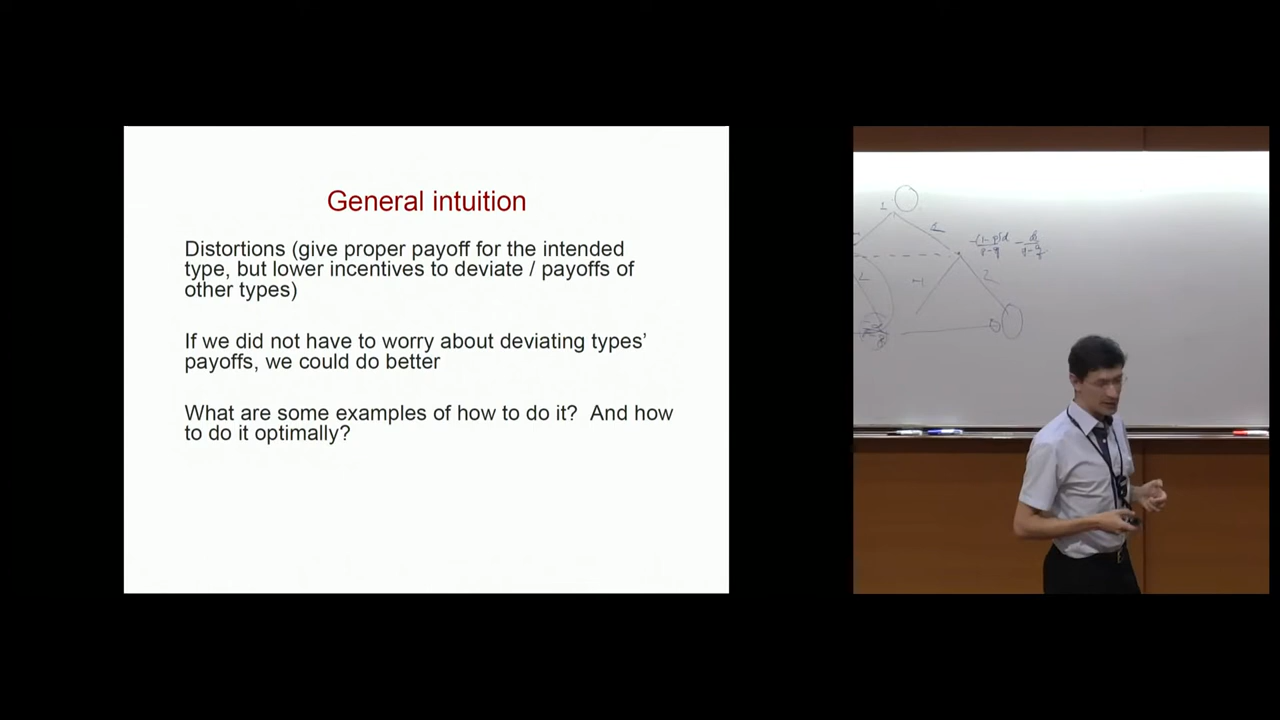 General intuition
Distortions (give proper payoff for the intended
type, but lower incentives to deviate / payoffs of
other types)
If we did not have to worry about deviating types’
payoffs, we could do better
What are some examples of how to do it?  And how
to do it optimally?
1
2